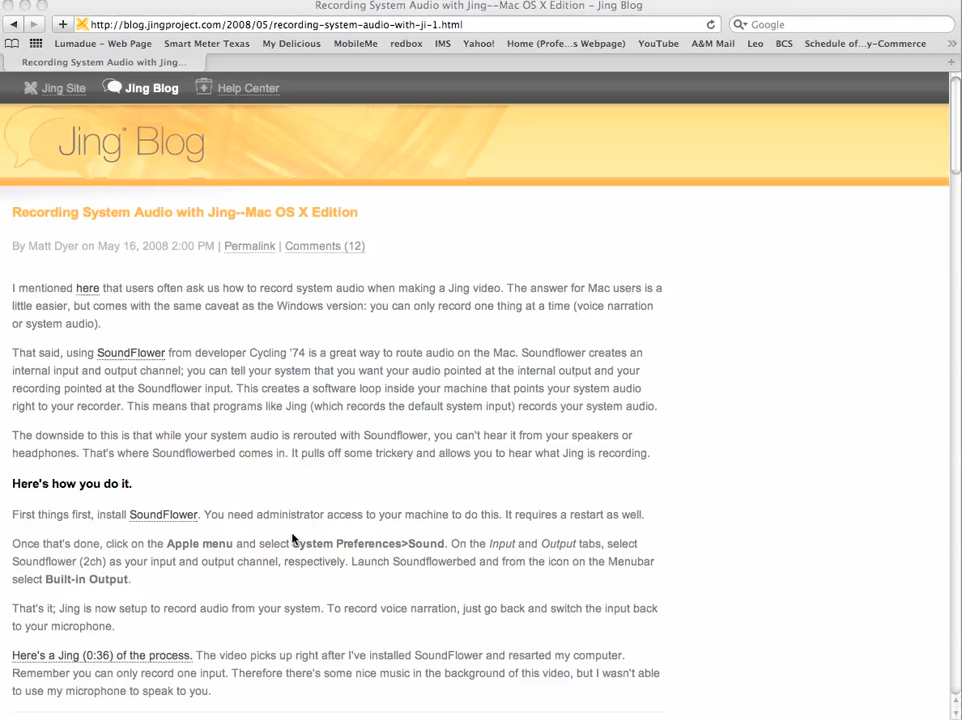 Recording System Audio with Jing--Mac OS X Edition - Jing Blog
http://blog.jingproject.com/2008/05/recording-system-audio-with-ji-1.html
Google
Lumadue - Web Page Smart Meter Texas My Delicious MobileMe redbox IMS Yahoo! Home (Profe...s Webpage) YouTube A&M Mail Leo BCS Schedule of...y-Commerce
Recording System Audio with Jing...
Jing Site Jing Blog Help Center
Jing® Blog
Recording System Audio with Jing--Mac OS X Edition
By Matt Dyer on May 16, 2008 2:00 PM | Permalink | Comments (12)
I mentioned here that users often ask us how to record system audio when making a Jing video. The answer for Mac users is a
little easier, but comes with the same caveat as the Windows version: you can only record one thing at a time (voice narration
or system audio).
That said, using SoundFlower from developer Cycling '74 is a great way to route audio on the Mac. Soundflower creates an
internal input and output channel; you can tell your system that you want your audio pointed at the internal output and your
recording pointed at the Soundflower input. This creates a software loop inside your machine that points your system audio
right to your recorder. This means that programs like Jing (which records the default system input) records your system audio.
The downside to this is that while your system audio is rerouted with Soundflower, you can't hear it from your speakers or
headphones. That's where Soundflowerbed comes in. It pulls off some trickery and allows you to hear what Jing is recording.
Here's how you do it.
First things first, install SoundFlower. You need administrator access to your machine to do this. It requires a restart as well.
Once that's done, click on the Apple menu and select System Preferences>Sound. On the Input and Output tabs, select
Soundflower (2ch) as your input and output channel, respectively. Launch Soundflowerbed and from the icon on the Menubar
select Built-in Output.
That's it; Jing is now setup to record audio from your system. To record voice narration, just go back and switch the input back
to your microphone.
Here's a Jing (0:36) of the process. The video picks up right after I've installed SoundFlower and resarted my computer.
Remember you can only record one input. Therefore there's some nice music in the background of this video, but I wasn't able
to use my microphone to speak to you.